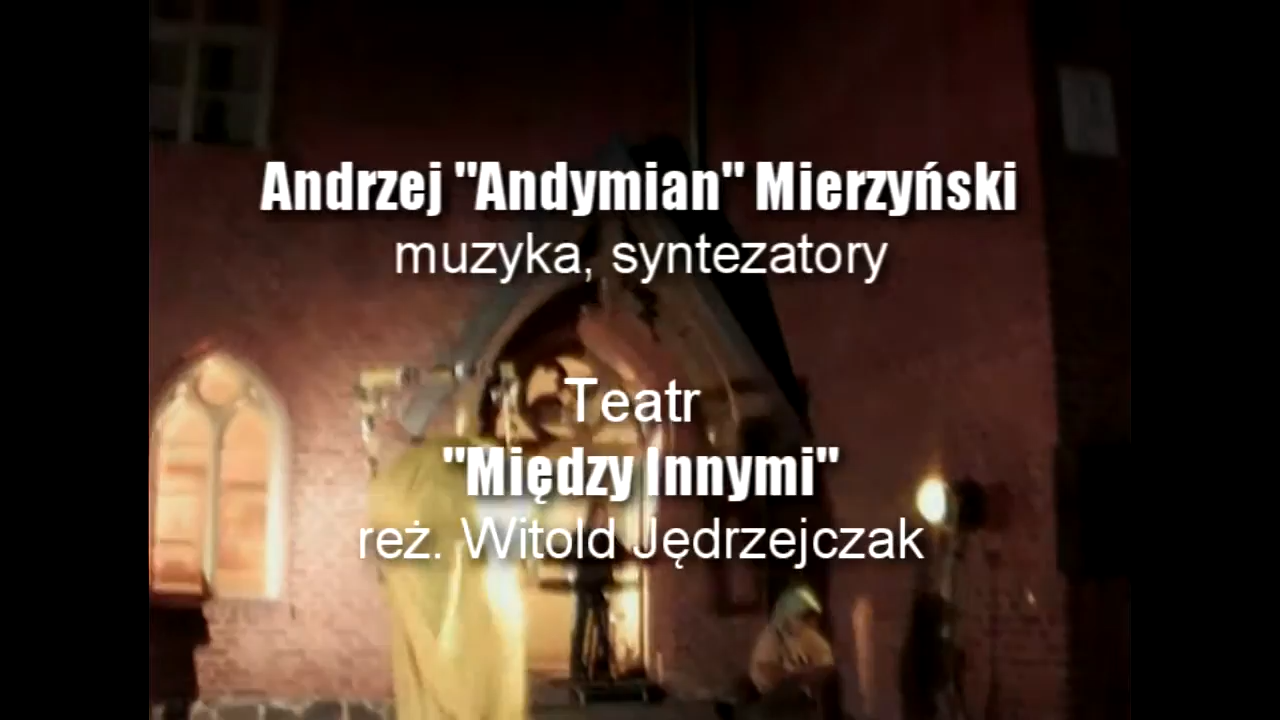 Andrzej "Andymian" Mierzyński
muzyka, syntezatory
Teatr
"Między Innymi"
reż. Witold Jędrzejczak